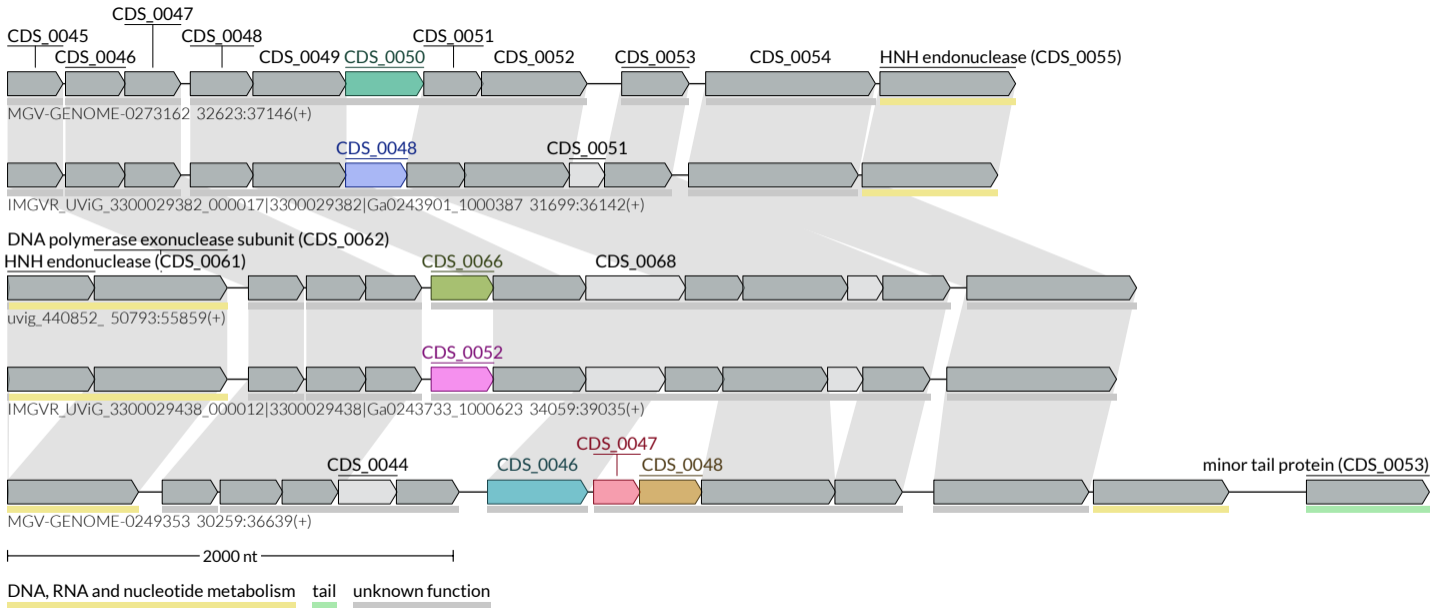 CDS_0047
CDS_0045 CDS_0048 CDS_0051
CDS_0046 CDS_0049 CDS_0050 CDS_0052 CDS_0053 CDS_0054 HNH endonuclease (CDS_0055)
MGV-GENOME-0273162 32623:37146(+)
CDS_0048 CDS_0051
IMGVR_UViG_3300029382_000017|3300029382|Ga0243901_1000387 31699:36142(+)
DNA polymerase exonuclease subunit (CDS_0062)
HNH endonuclease (CDS_0061) CDS_0066 CDS_0068
uvig_440852_ 50793:55859(+)
CDS_0052
IMGVR_UViG_3300029438_000012|3300029438|Ga0243733_1000623 34059:39035(+)
CDS_0047
CDS_0044 CDS_0046 CDS_0048 minor tail protein (CDS_0053)
MGV-GENOME-0249353 30259:36639(+)
2000 nt
DNA, RNA and nucleotide metabolism tail unknown function